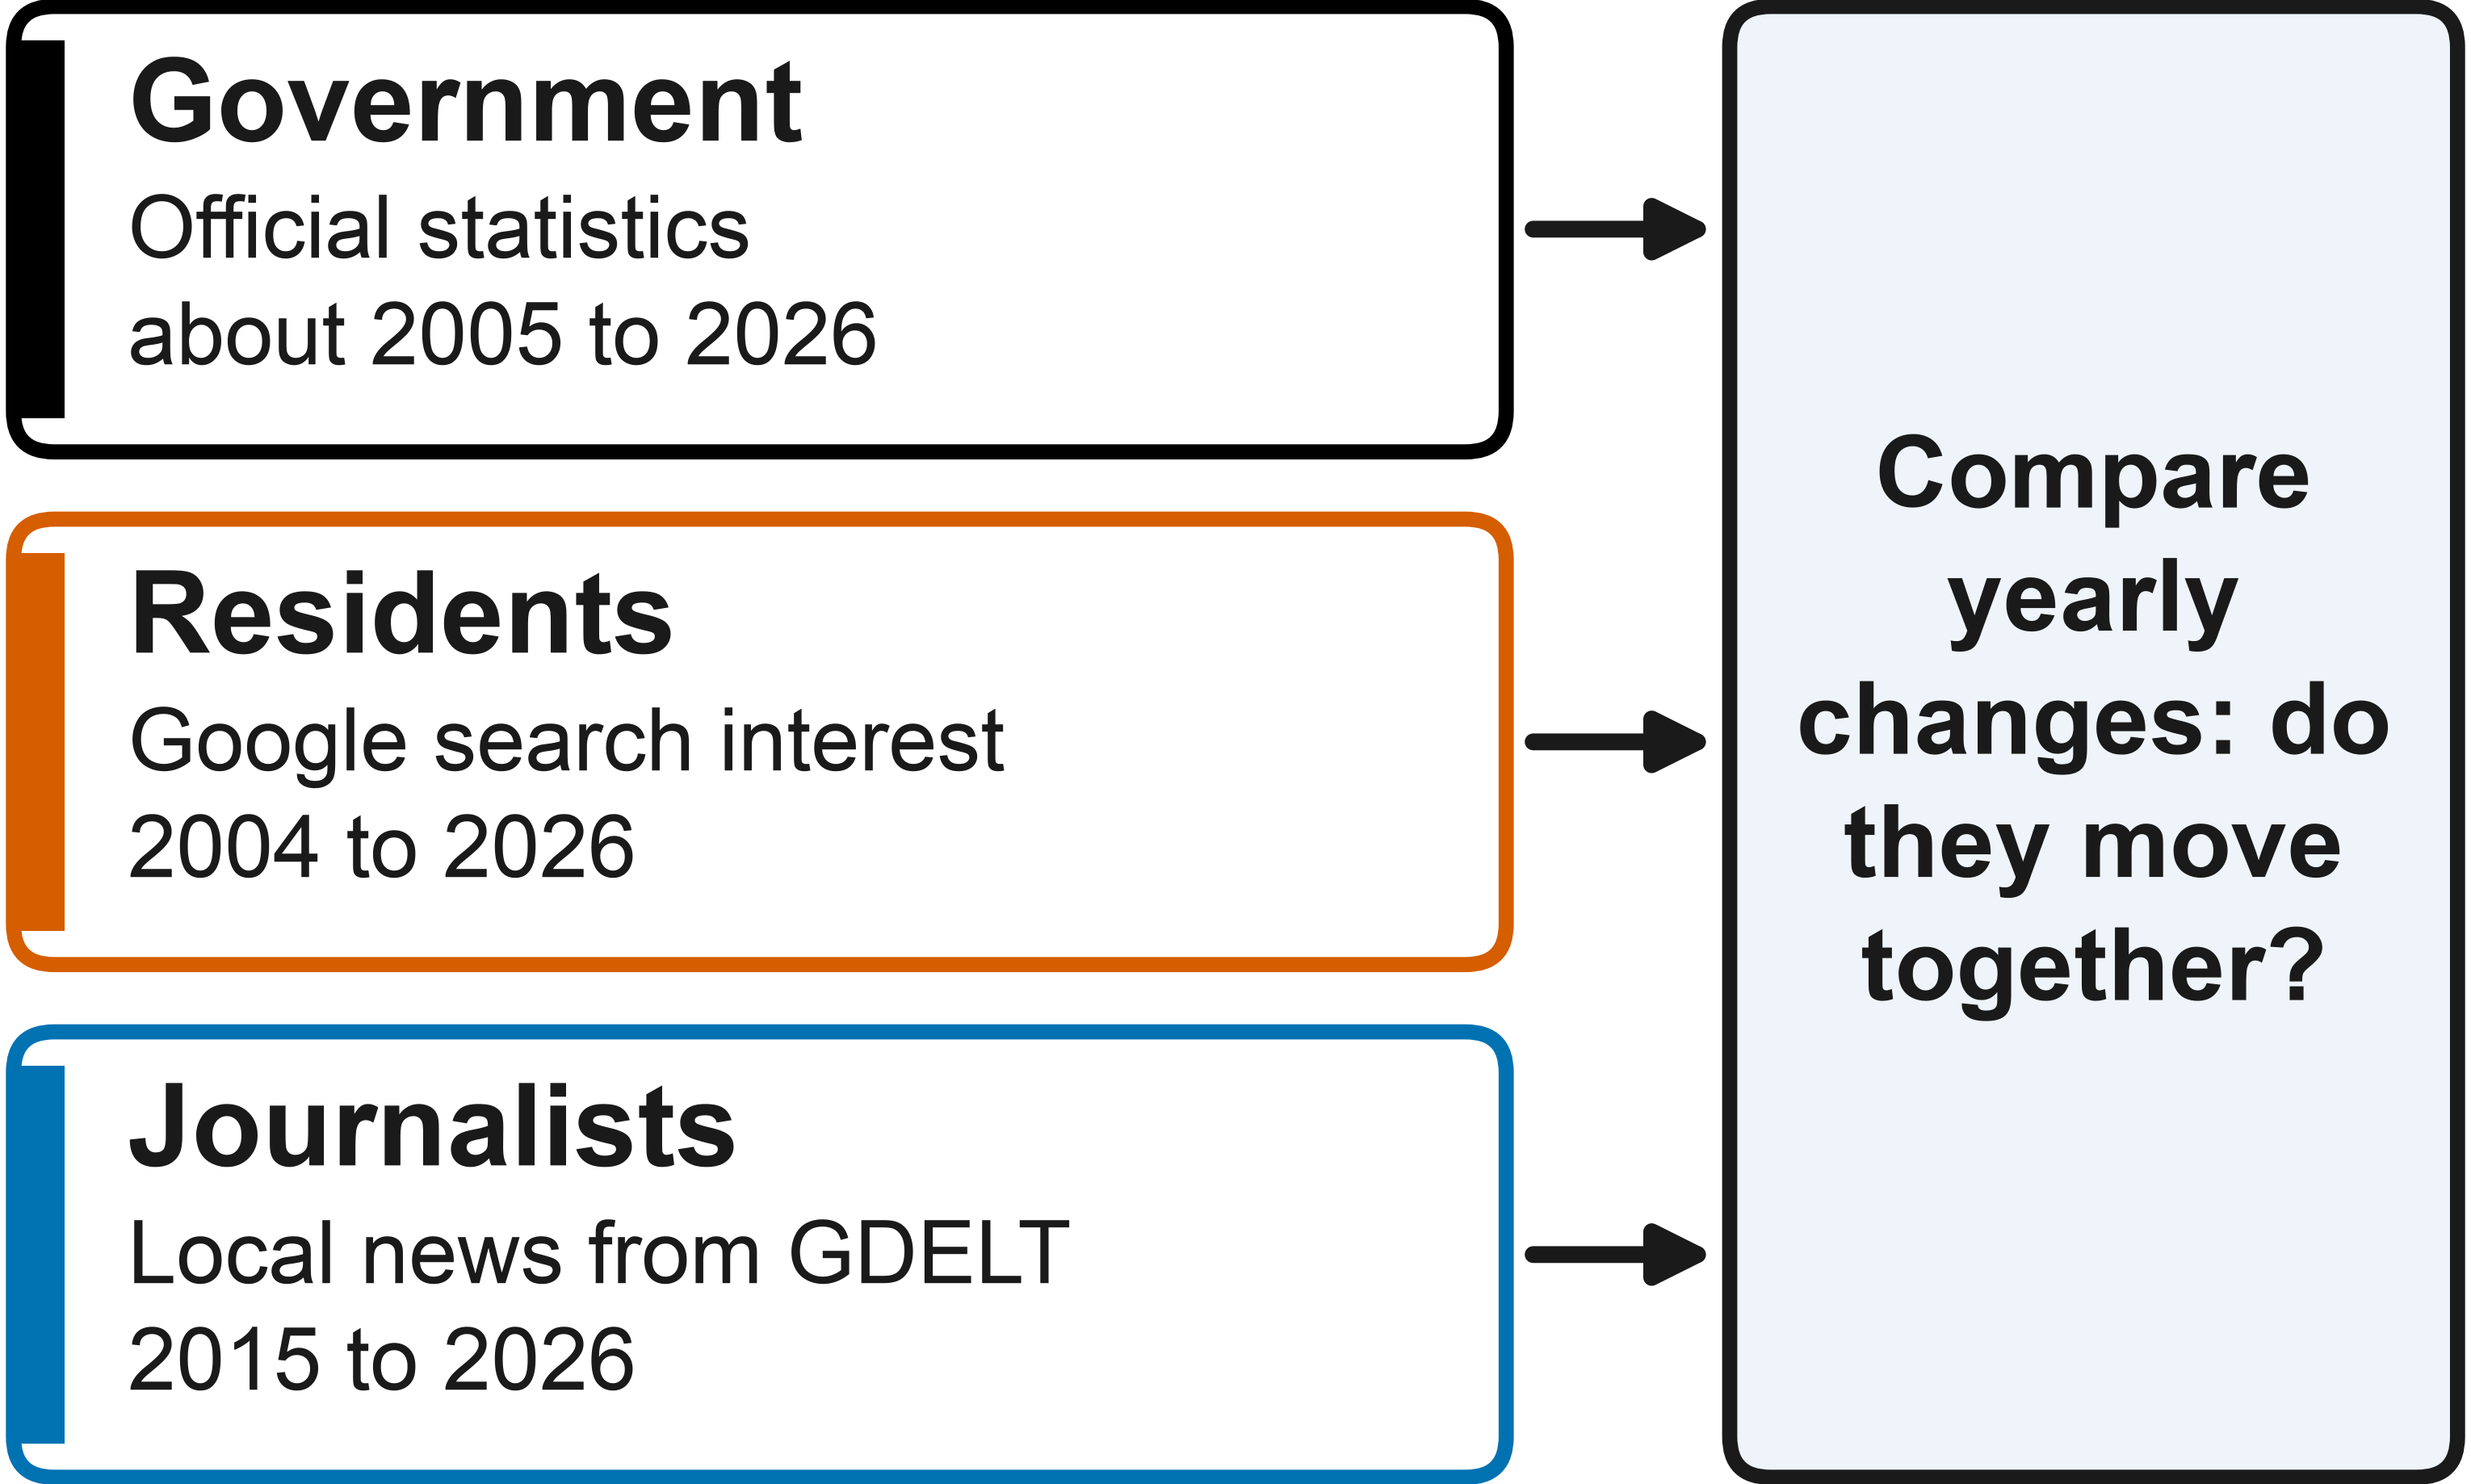 Government
Official statistics
about 2005 to 2026
Residents
Google search interest
2004 to 2026
Journalists
Local news from GDELT
2015 to 2026
Compare
yearly
changes: do
they move
together?